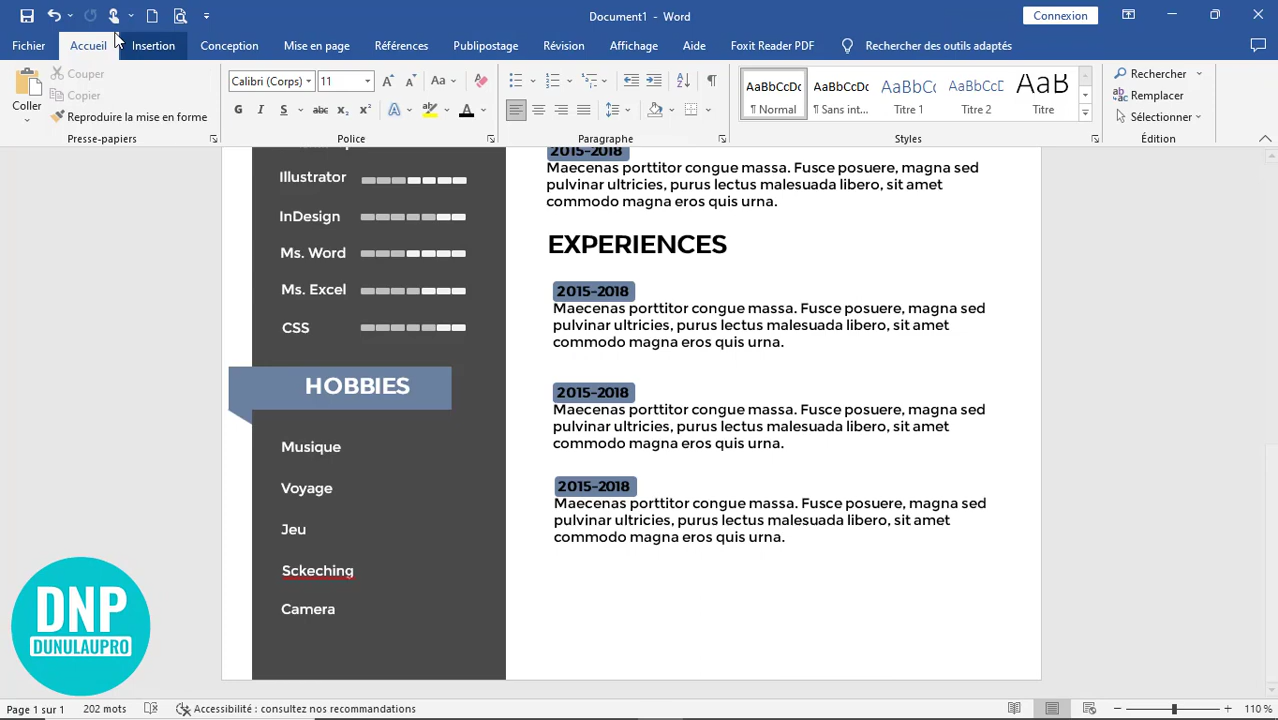 Document1 - Word
Connexion
Fichier Accueil Insertion Conception Mise en page Références Publipostage Révision Affichage Aide Foxit Reader PDF Rechercher des outils adaptés
Coller
Couper
Copier
Reproduire la mise en forme
Presse-papiers
Calibri (Corps) 11
Police
Paragraphe
AaBbCcDc AaBbCcDc AaBbCc AaBbCcC AaB
¶ Normal ¶ Sans int... Titre 1 Titre 2 Titre
Styles
Rechercher
Remplacer
Sélectionner
Édition
Illustrator
InDesign
Ms. Word
Ms. Excel
CSS
HOBBIES
Musique
Voyage
Jeu
Sckeching
Camera
2015-2018
Maecenas porttitor congue massa. Fusce posuere, magna sed
pulvinar ultricies, purus lectus malesuada libero, sit amet
commodo magna eros quis urna.
EXPERIENCES
2015-2018
Maecenas porttitor congue massa. Fusce posuere, magna sed
pulvinar ultricies, purus lectus malesuada libero, sit amet
commodo magna eros quis urna.
2015-2018
Maecenas porttitor congue massa. Fusce posuere, magna sed
pulvinar ultricies, purus lectus malesuada libero, sit amet
commodo magna eros quis urna.
2015-2018
Maecenas porttitor congue massa. Fusce posuere, magna sed
pulvinar ultricies, purus lectus malesuada libero, sit amet
commodo magna eros quis urna.
DNP
DUNULAUPRO
Page 1 sur 1 202 mots Accessibilité : consultez nos recommandations 110 %